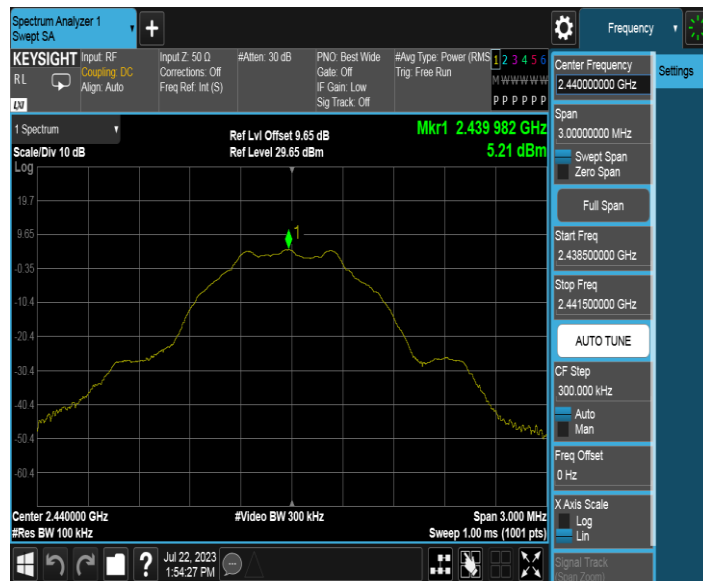 Spectrum Analyzer 1
Swept SA
+
Frequency
KEYSIGHT
RL
LXI
Input: RF
Coupling: DC
Align: Auto
Input Z: 50 Ω
Corrections: Off
Freq Ref: Int (S)
#Atten: 30 dB
PNO: Best Wide
Gate: Off
IF Gain: Low
Sig Track: Off
#Avg Type: Power (RMS
Trig: Free Run
1 2 3 4 5 6
M W W W W W
P P P P P P
1 Spectrum
Scale/Div 10 dB
Log
Ref Lvl Offset 9.65 dB
Ref Level 29.65 dBm
Mkr1 2.439 982 GHz
5.21 dBm
1
19.7
9.65
-0.35
-10.4
-20.4
-30.4
-40.4
-50.4
-60.4
Center 2.440000 GHz
#Res BW 100 kHz
#Video BW 300 kHz
Span 3.000 MHz
Sweep 1.00 ms (1001 pts)
?
Jul 22, 2023
1:54:27 PM
Center Frequency
2.440000000 GHz
Span
3.00000000 MHz
Swept Span
Zero Span
Full Span
Start Freq
2.438500000 GHz
Stop Freq
2.441500000 GHz
AUTO TUNE
CF Step
300.000 kHz
Auto
Man
Freq Offset
0 Hz
X Axis Scale
Log
Lin
Signal Track
(Span Zoom)
Settings